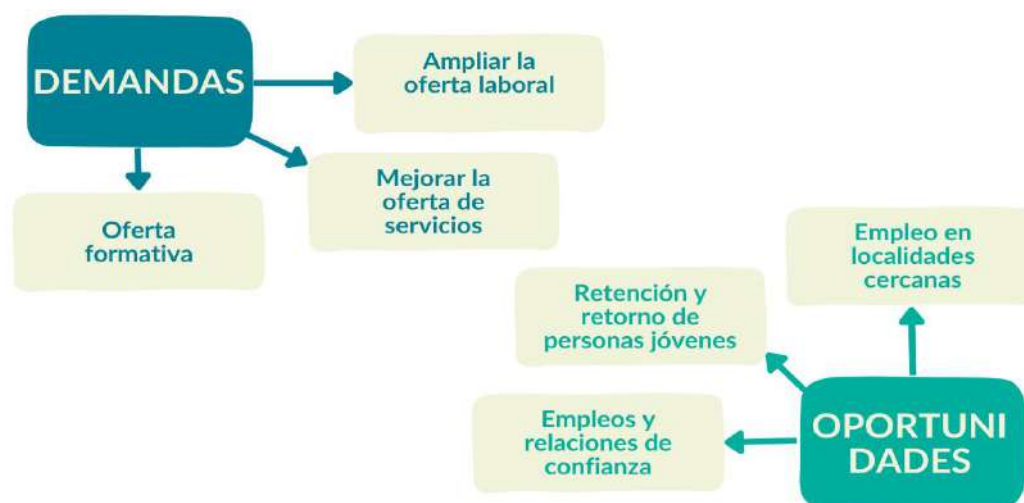 DEMANDAS
Ampliar la
oferta laboral
Mejorar la
oferta de
servicios
Oferta
formativa
Empleo en
localidades
cercanas
Retención y
retorno de
personas jóvenes
Empleos y
relaciones de
confianza
OPORTUNI
DADES